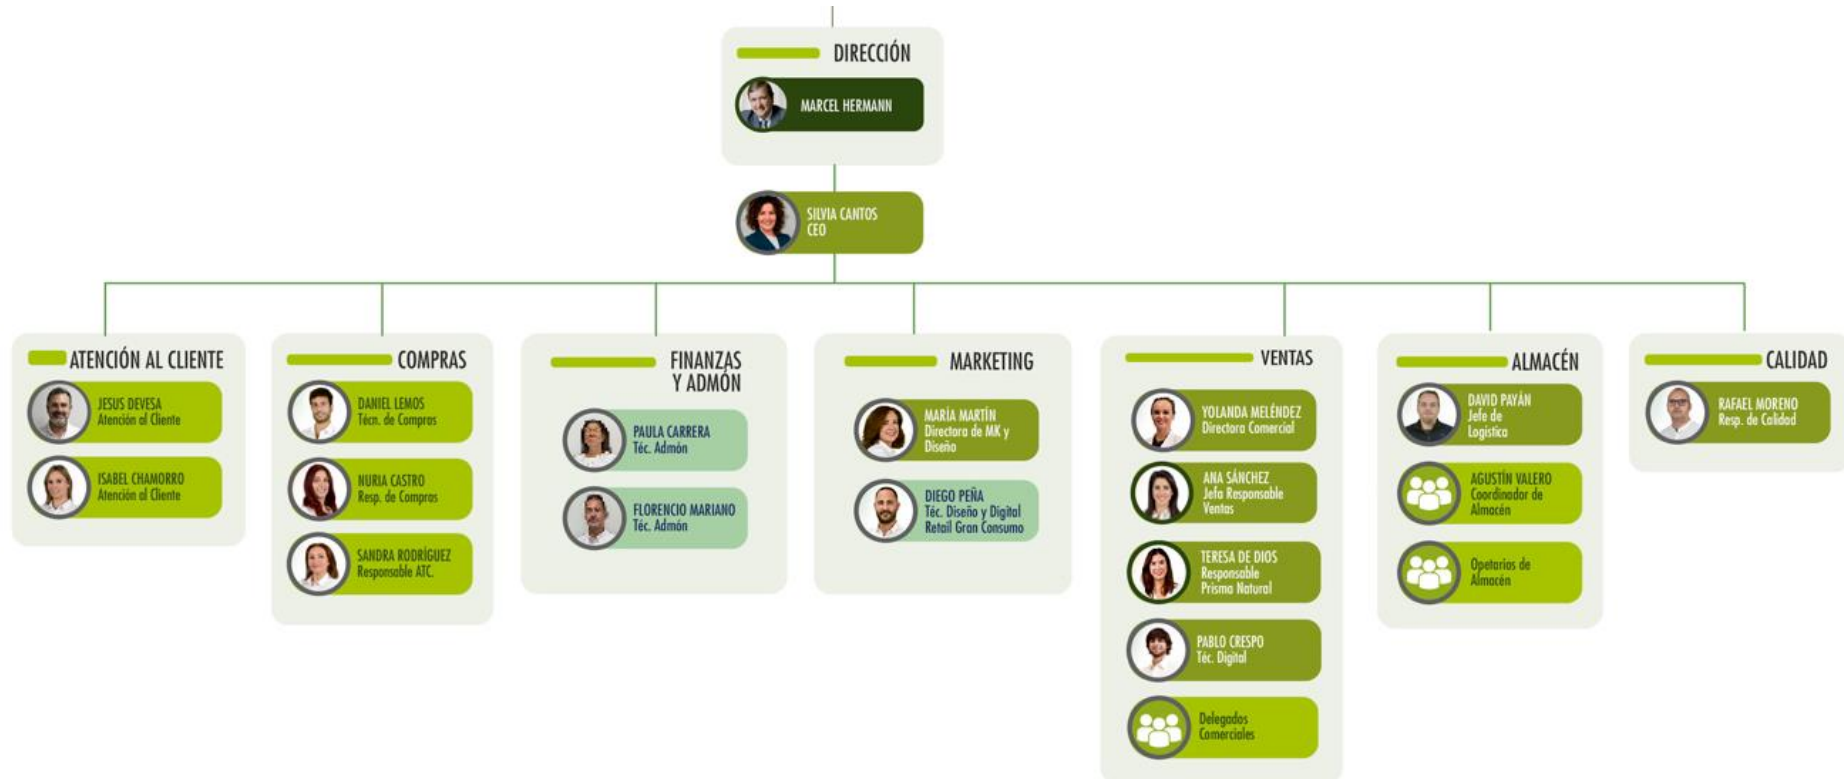 DIRECCIÓN
MARCEL HERMANN
SILVIA CANTOS
CEO
ATENCIÓN AL CLIENTE
JESUS DEVESA
Atención al Cliente
ISABEL CHAMORRO
Atención al Cliente
COMPRAS
DANIEL LEMOS
Técn. de Compras
NURIA CASTRO
Resp. de Compras
SANDRA RODRÍGUEZ
Responsable ATC.
FINANZAS
Y ADMÓN
PAULA CARRERA
Téc. Admón
FLORENCIO MARIANO
Téc. Admón
MARKETING
MARÍA MARTÍN
Directora de MK y
Diseño
DIEGO PEÑA
Téc. Diseño y Digital
Retail Gran Consumo
VENTAS
YOLANDA MELÉNDEZ
Directora Comercial
ANA SÁNCHEZ
Jefa Responsable
Ventas
TERESA DE DIOS
Responsable
Prisma Natural
PABLO CRESPO
Téc. Digital
Delegados
Comerciales
ALMACÉN
DAVID PAYÁN
Jefe de
Logística
AGUSTÍN VALERO
Coordinador de
Almacén
Opetarios de
Almacén
CALIDAD
RAFAEL MORENO
Resp. de Calidad